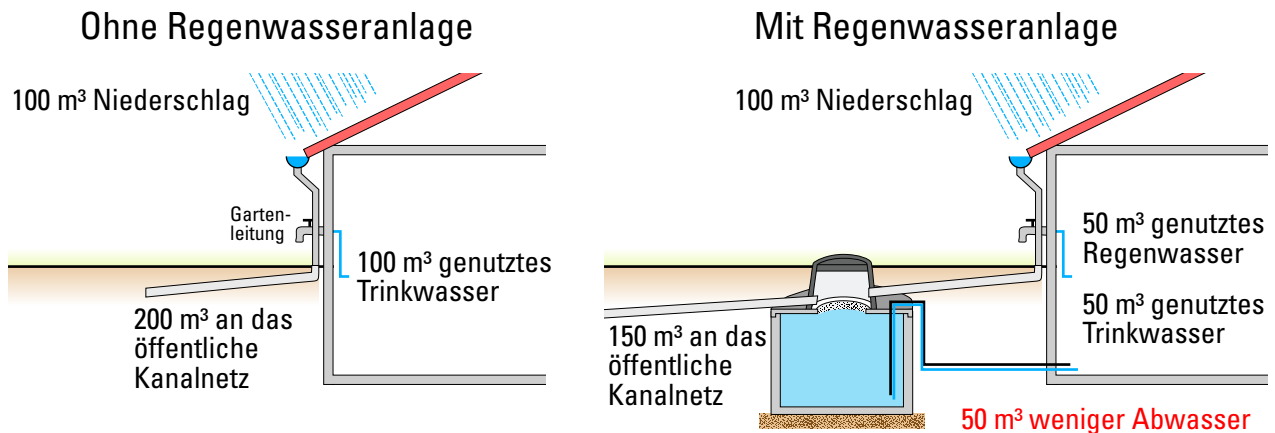 Ohne Regenwasseranlage
100 m³ Niederschlag
Garten-
leitung
100 m³ genutztes
Trinkwasser
200 m³ an das
öffentliche
Kanalnetz
Mit Regenwasseranlage
100 m³ Niederschlag
50 m³ genutztes
Regenwasser
50 m³ genutztes
Trinkwasser
150 m³ an das
öffentliche
Kanalnetz
50 m³ weniger Abwasser